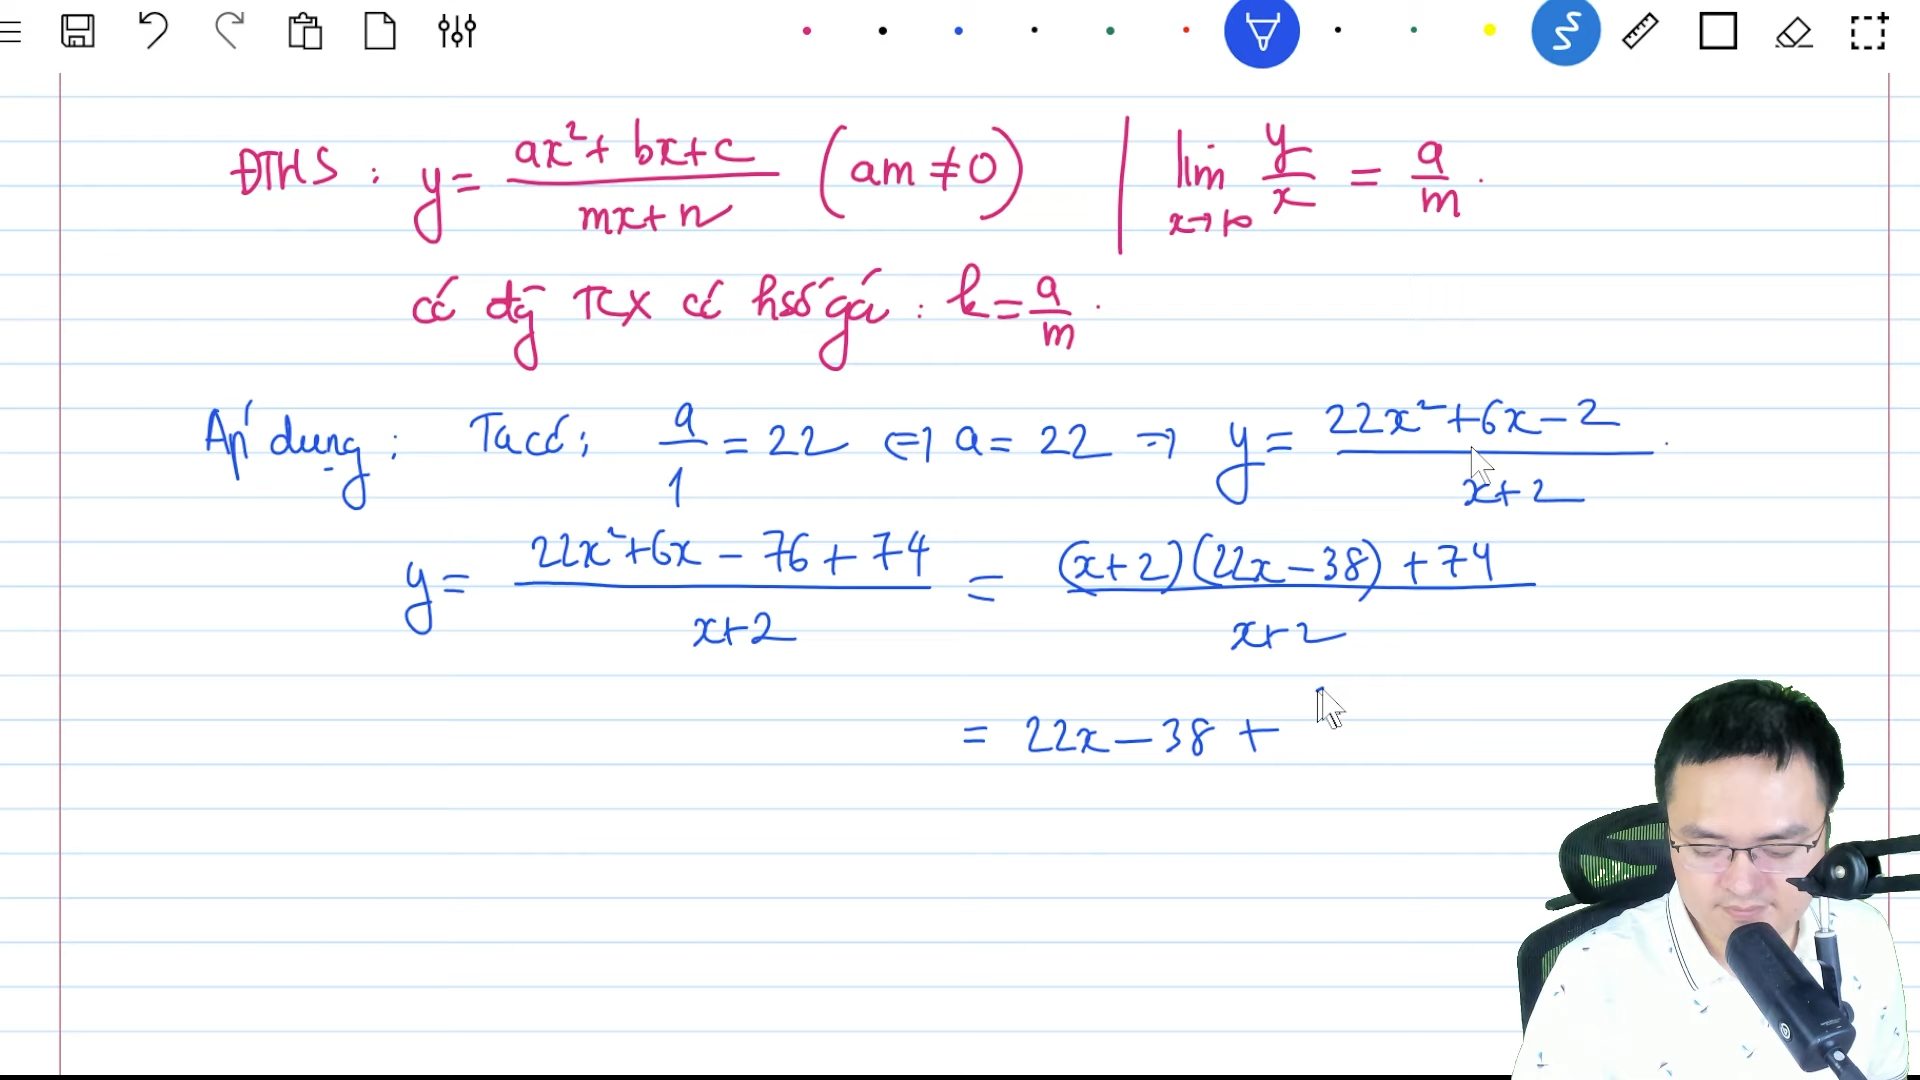 ĐTHS : y = (ax² + bx + c)/(mx + n) (am ≠ 0) | lim x→+∞ y/x = a/m .
có đg TCX có hsố góc : k = a/m .
Áp dụng : Ta có : a/1 = 22 ⇔ a = 22 ⇒ y = (22x² + 6x − 2)/(x + 2) .
y = (22x² + 6x − 76 + 74)/(x + 2) = ((x + 2)(22x − 38) + 74)/(x + 2)
= 22x − 38 +